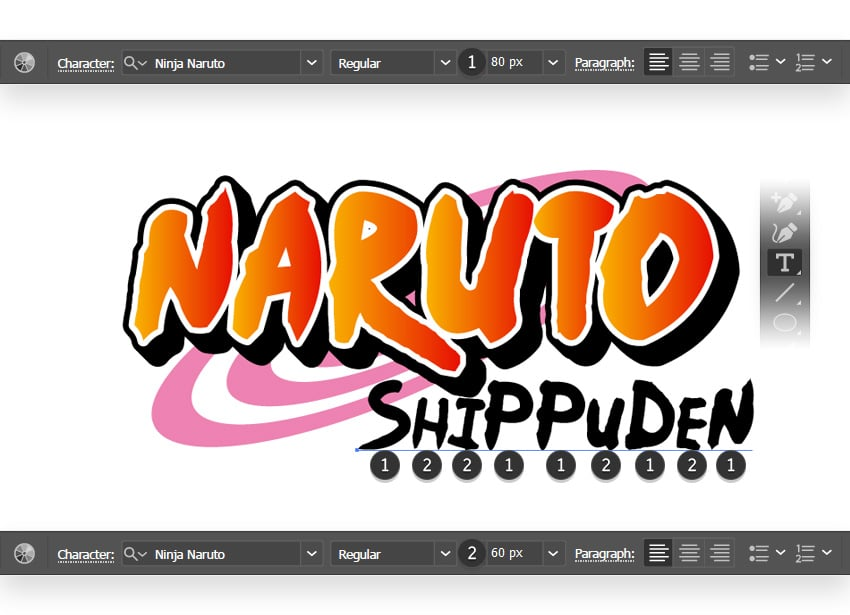 Character: Ninja Naruto Regular 1 80 px Paragraph:
NARUTO
T
SHiPPuDEN
1 2 2 1 1 2 1 2 1
Character: Ninja Naruto Regular 2 60 px Paragraph: